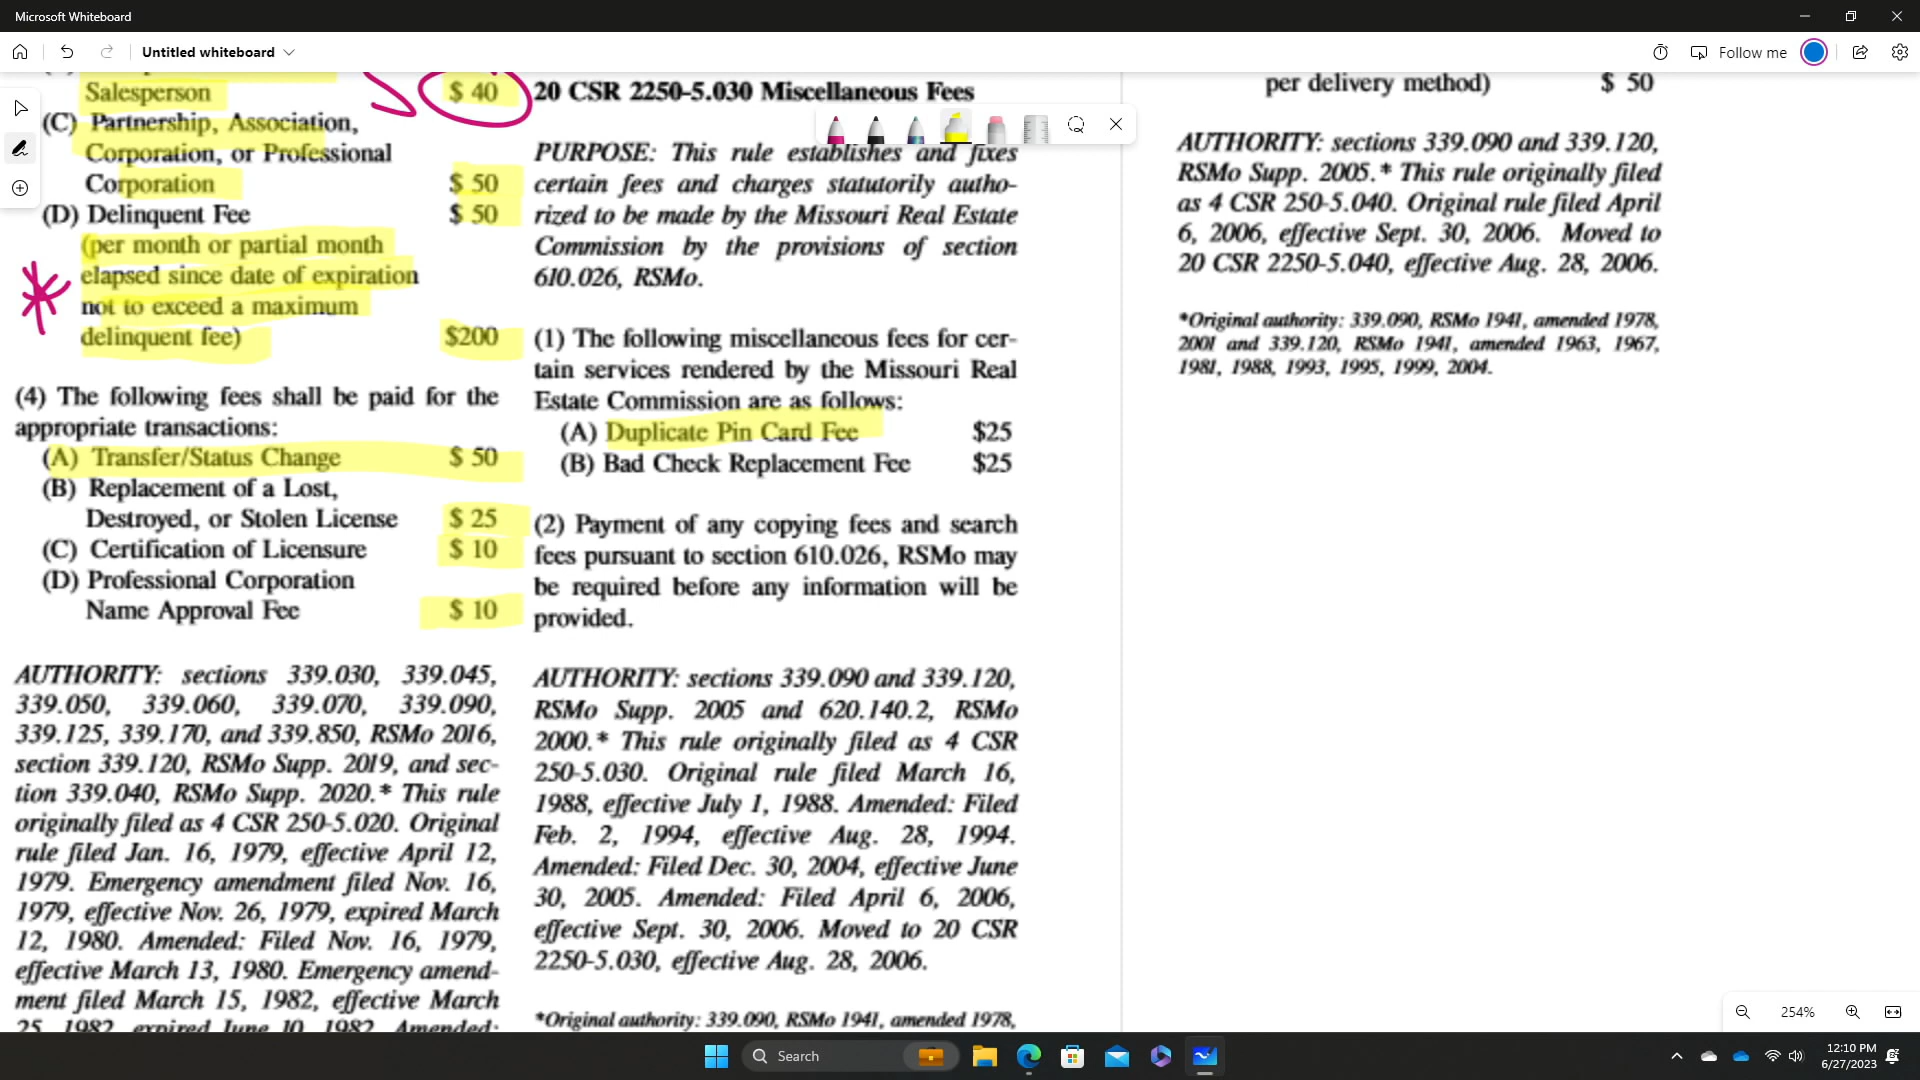 Microsoft Whiteboard
Untitled whiteboard
Follow me
Salesperson $ 40
(C) Partnership, Association,
Corporation, or Professional
Corporation $ 50
(D) Delinquent Fee $ 50
(per month or partial month
elapsed since date of expiration
not to exceed a maximum
delinquent fee) $200
(4) The following fees shall be paid for the
appropriate transactions:
(A) Transfer/Status Change $ 50
(B) Replacement of a Lost,
Destroyed, or Stolen License $ 25
(C) Certification of Licensure $ 10
(D) Professional Corporation
Name Approval Fee $ 10
AUTHORITY: sections 339.030, 339.045,
339.050, 339.060, 339.070, 339.090,
339.125, 339.170, and 339.850, RSMo 2016,
section 339.120, RSMo Supp. 2019, and sec-
tion 339.040, RSMo Supp. 2020.* This rule
originally filed as 4 CSR 250-5.020. Original
rule filed Jan. 16, 1979, effective April 12,
1979. Emergency amendment filed Nov. 16,
1979, effective Nov. 26, 1979, expired March
12, 1980. Amended: Filed Nov. 16, 1979,
effective March 13, 1980. Emergency amend-
ment filed March 15, 1982, effective March
25, 1982, expired June 10, 1982. Amended:
20 CSR 2250-5.030 Miscellaneous Fees
PURPOSE: This rule establishes and fixes
certain fees and charges statutorily autho-
rized to be made by the Missouri Real Estate
Commission by the provisions of section
610.026, RSMo.
(1) The following miscellaneous fees for cer-
tain services rendered by the Missouri Real
Estate Commission are as follows:
(A) Duplicate Pin Card Fee $25
(B) Bad Check Replacement Fee $25
(2) Payment of any copying fees and search
fees pursuant to section 610.026, RSMo may
be required before any information will be
provided.
AUTHORITY: sections 339.090 and 339.120,
RSMo Supp. 2005 and 620.140.2, RSMo
2000.* This rule originally filed as 4 CSR
250-5.030. Original rule filed March 16,
1988, effective July 1, 1988. Amended: Filed
Feb. 2, 1994, effective Aug. 28, 1994.
Amended: Filed Dec. 30, 2004, effective June
30, 2005. Amended: Filed April 6, 2006,
effective Sept. 30, 2006. Moved to 20 CSR
2250-5.030, effective Aug. 28, 2006.
*Original authority: 339.090, RSMo 1941, amended 1978,
per delivery method) $ 50
AUTHORITY: sections 339.090 and 339.120,
RSMo Supp. 2005.* This rule originally filed
as 4 CSR 250-5.040. Original rule filed April
6, 2006, effective Sept. 30, 2006. Moved to
20 CSR 2250-5.040, effective Aug. 28, 2006.
*Original authority: 339.090, RSMo 1941, amended 1978,
2001 and 339.120, RSMo 1941, amended 1963, 1967,
1981, 1988, 1993, 1995, 1999, 2004.
254%
Search
12:10 PM
6/27/2023